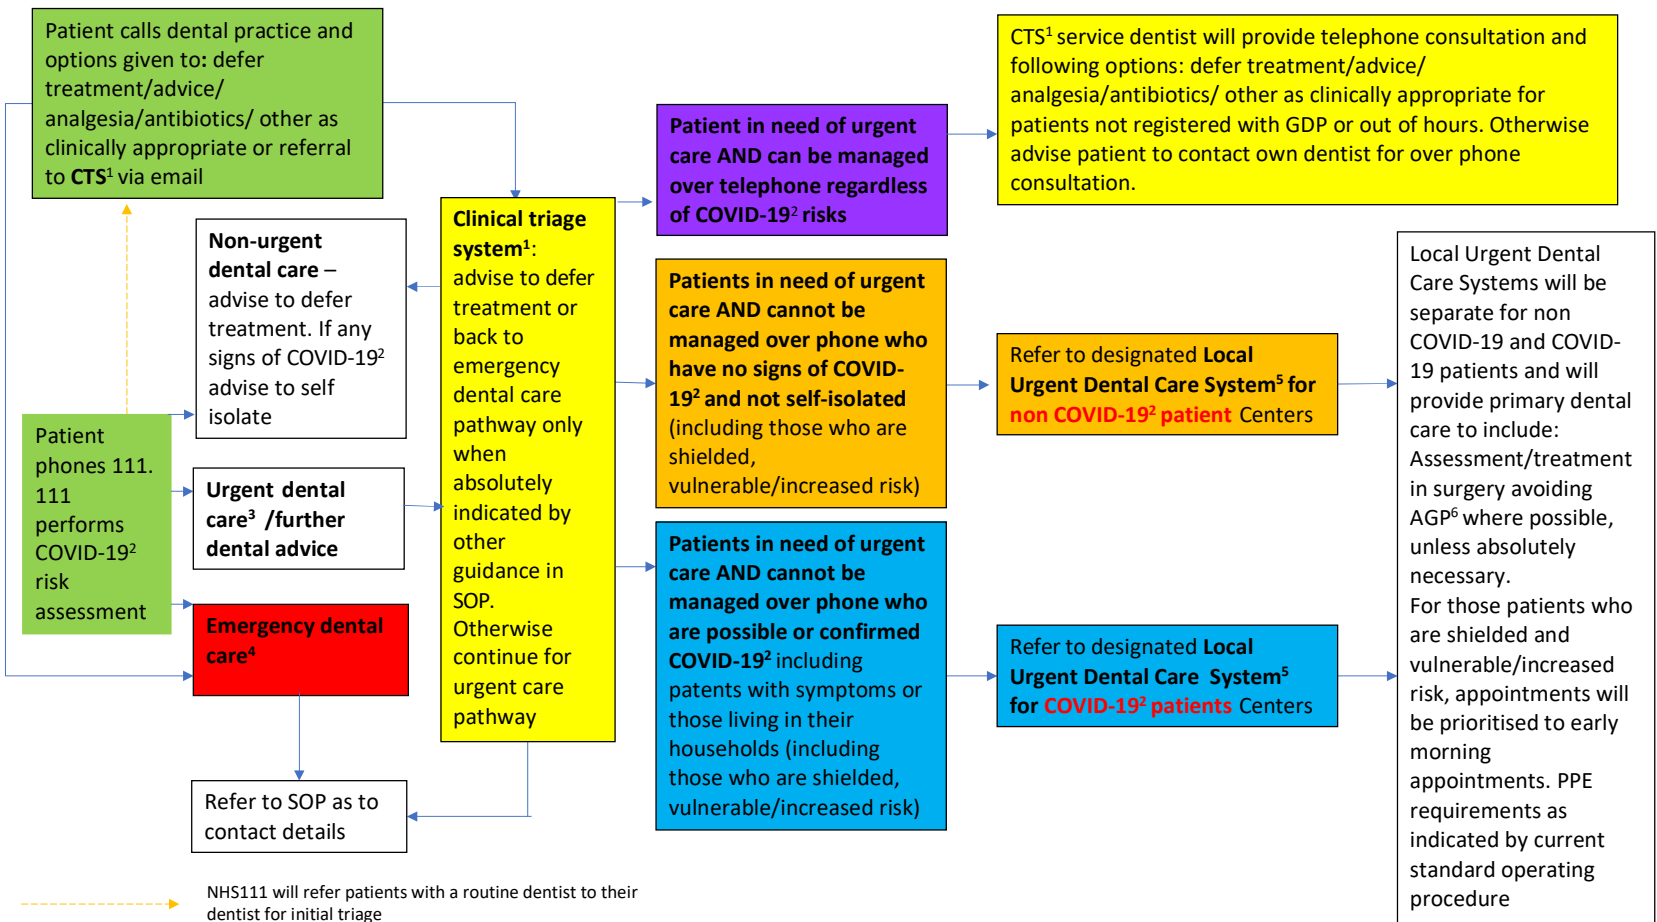 Patient calls dental practice and
options given to: defer
treatment/advice/
analgesia/antibiotics/ other as
clinically appropriate or referral
to CTS¹ via email
CTS¹ service dentist will provide telephone consultation and
following options: defer treatment/advice/
analgesia/antibiotics/ other as clinically appropriate for
patients not registered with GDP or out of hours. Otherwise
advise patient to contact own dentist for over phone
consultation.
Patient in need of urgent
care AND can be managed
over telephone regardless
of COVID-19² risks
Non-urgent
dental care –
advise to defer
treatment. If any
signs of COVID-19²
advise to self
isolate
Clinical triage
system¹:
advise to defer
treatment or
back to
emergency
dental care
pathway only
when
absolutely
indicated by
other
guidance in
SOP.
Otherwise
continue for
urgent care
pathway
Patients in need of urgent
care AND cannot be
managed over phone who
have no signs of COVID-
19² and not self-isolated
(including those who are
shielded,
vulnerable/increased risk)
Refer to designated Local
Urgent Dental Care System⁵ for
non COVID-19² patient Centers
Local Urgent Dental
Care Systems will be
separate for non
COVID-19 and COVID-
19 patients and will
provide primary dental
care to include:
Assessment/treatment
in surgery avoiding
AGP⁶ where possible,
unless absolutely
necessary.
For those patients who
are shielded and
vulnerable/increased
risk, appointments will
be prioritised to early
morning
appointments. PPE
requirements as
indicated by current
standard operating
procedure
Patient
phones 111.
111
performs
COVID-19²
risk
assessment
Urgent dental
care³ /further
dental advice
Emergency dental
care⁴
Patients in need of urgent
care AND cannot be
managed over phone who
are possible or confirmed
COVID-19² including
patents with symptoms or
those living in their
households (including
those who are shielded,
vulnerable/increased risk)
Refer to designated Local
Urgent Dental Care System⁵
for COVID-19² patients Centers
Refer to SOP as to
contact details
NHS111 will refer patients with a routine dentist to their
dentist for initial triage